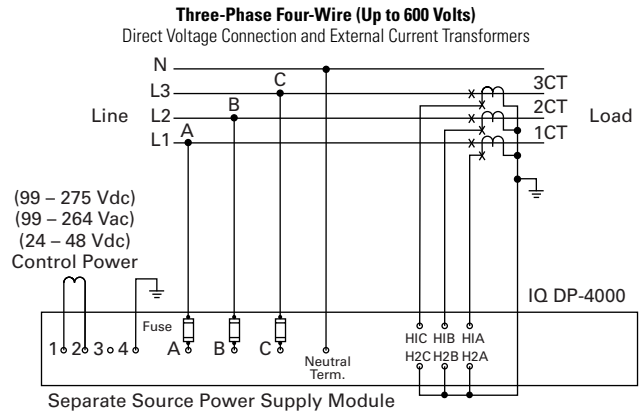 Three-Phase Four-Wire (Up to 600 Volts)
Direct Voltage Connection and External Current Transformers
N
L3
C
3CT
Line
L2
B
2CT
Load
L1
A
1CT
(99 – 275 Vdc)
(99 – 264 Vac)
(24 – 48 Vdc)
Control Power
IQ DP-4000
Fuse
HIC HIB HIA
1 2 3 4 A B C
Neutral
Term.
H2C H2B H2A
Separate Source Power Supply Module